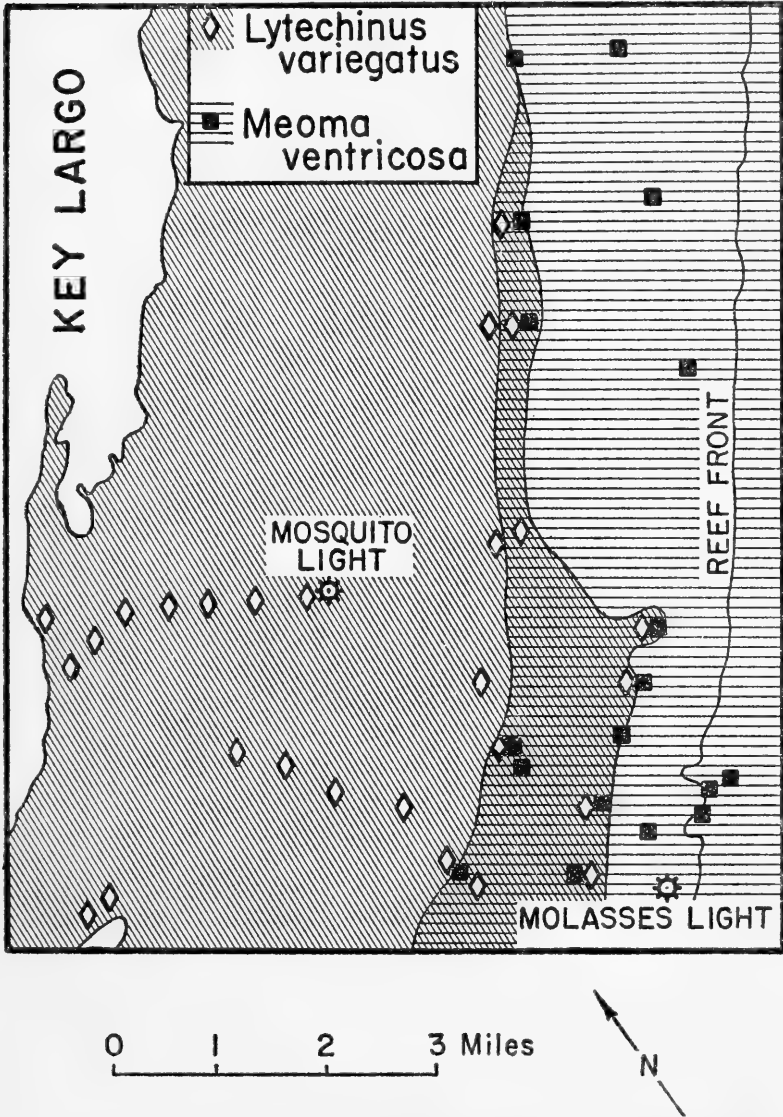 Lytechinus
variegatus
Meoma
ventricosa
KEY LARGO
MOSQUITO
LIGHT
REEF FRONT
MOLASSES LIGHT
0 1 2 3 Miles
N